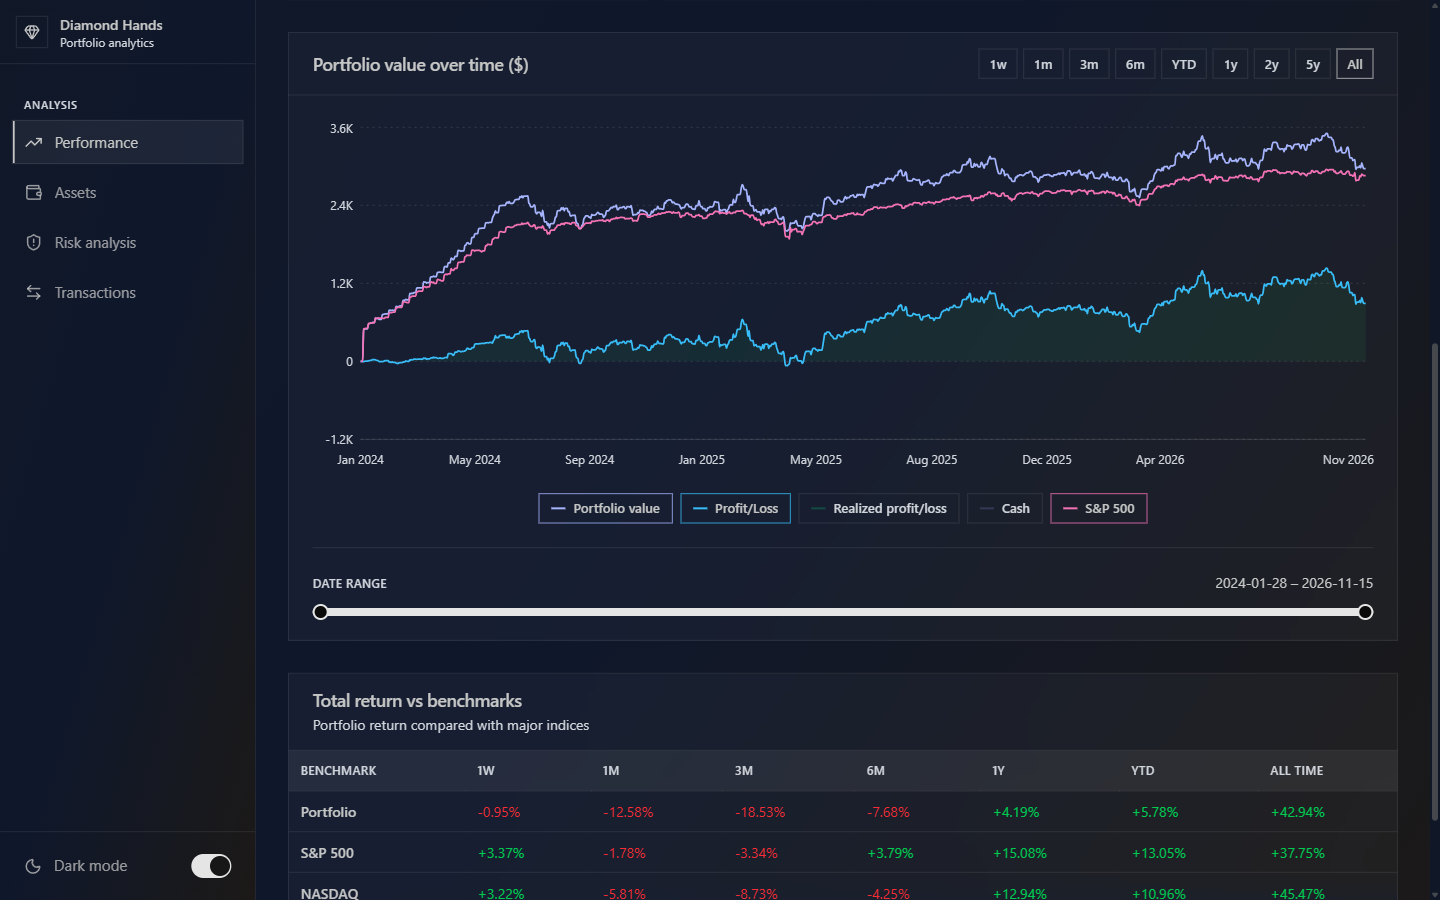 Diamond Hands
Portfolio analytics
ANALYSIS
Performance
Assets
Risk analysis
Transactions
Dark mode
Portfolio value over time ($)
1w 1m 3m 6m YTD 1y 2y 5y All
3.6K
2.4K
1.2K
0
-1.2K
Jan 2024 May 2024 Sep 2024 Jan 2025 May 2025 Aug 2025 Dec 2025 Apr 2026 Nov 2026
Portfolio value Profit/Loss Realized profit/loss Cash S&P 500
DATE RANGE 2024-01-28 – 2026-11-15
Total return vs benchmarks
Portfolio return compared with major indices
BENCHMARK 1W 1M 3M 6M 1Y YTD ALL TIME
Portfolio -0.95% -12.58% -18.53% -7.68% +4.19% +5.78% +42.94%
S&P 500 +3.37% -1.78% -3.34% +3.79% +15.08% +13.05% +37.75%
NASDAQ +3.22% -5.81% -8.73% -4.25% +12.94% +10.96% +45.47%